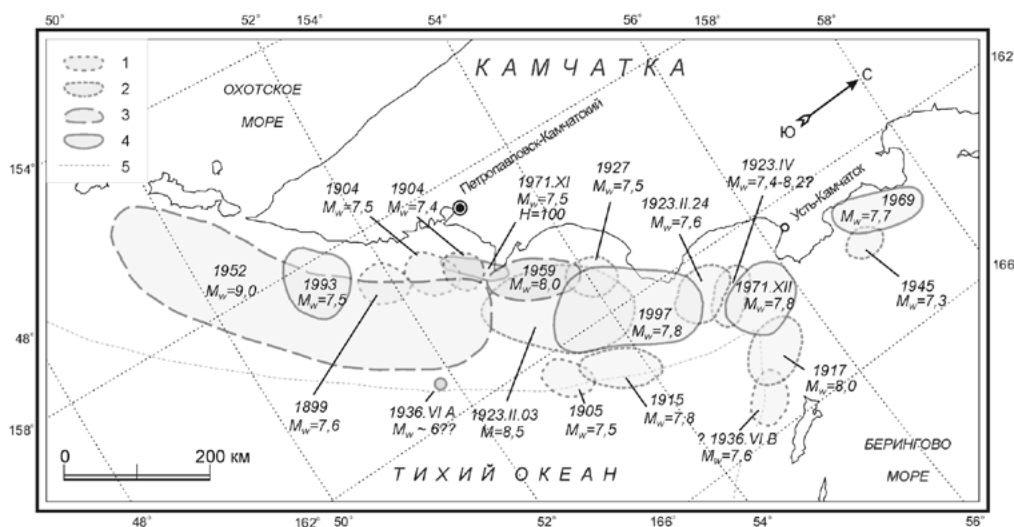 50°
52°
154°
54°
56°
158°
58°
162°
1
2
3
4
5
КАМЧАТКА
ОХОТСКОЕ
МОРЕ
С
Ю
Петропавловск-Камчатский
Усть-Камчатск
154°
1904
Mw=7,5
1904
Mw=7,4
1971.XI
Mw=7,5
H=100
1927
Mw=7,5
1923.II.24
Mw=7,6
1923.IV
Mw=7,4-8,2?
1969
Mw=7,7
166°
1952
Mw=9,0
1993
Mw=7,5
1959
Mw=8,0
1997
Mw=7,8
1971.XII
Mw=7,8
1945
Mw=7,3
48°
158°
1899
Mw=7,6
1936.VI A
Mw ~ 6??
1923.II.03
M=8,5
1905
Mw=7,5
1915
Mw=7,8
1917
Mw=8,0
? 1936.VI.B
Mw=7,6
0 200 км
ТИХИЙ ОКЕАН
БЕРИНГОВО
МОРЕ
48°
162°
50°
52°
166°
54°
56°